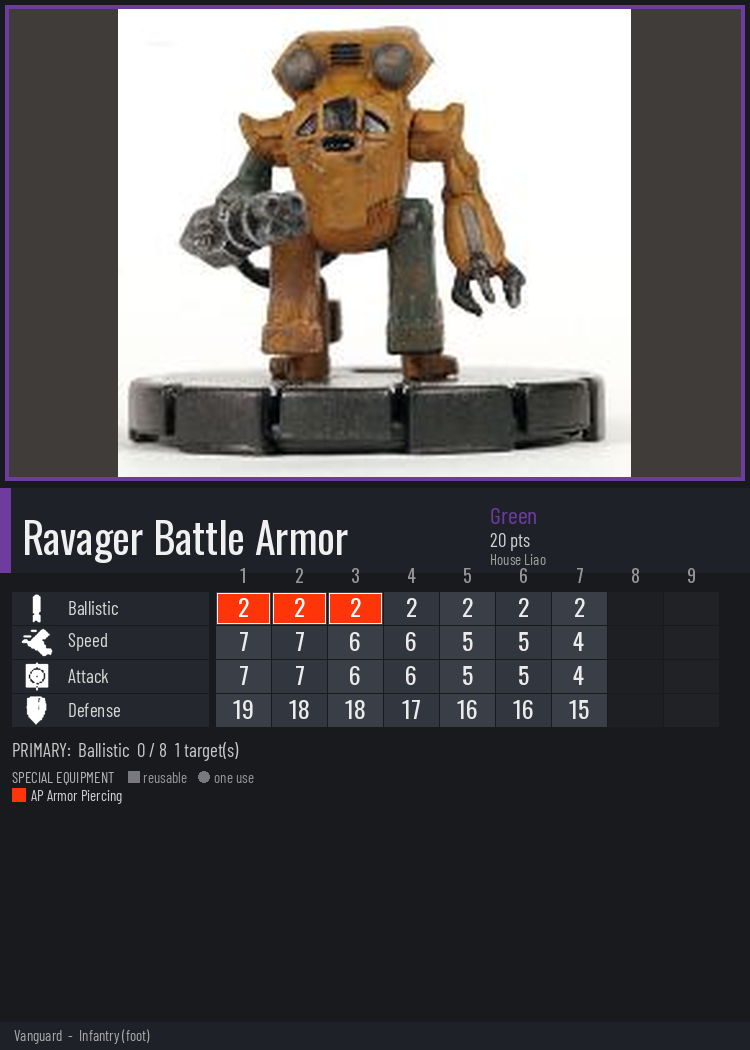 Ravager Battle Armor
Green
20 pts
House Liao
1 2 3 4 5 6 7 8 9
Ballistic 2 2 2 2 2 2 2
Speed 7 7 6 6 5 5 4
Attack 7 7 6 6 5 5 4
Defense 19 18 18 17 16 16 15
PRIMARY: Ballistic 0 / 8 1 target(s)
SPECIAL EQUIPMENT reusable one use
AP Armor Piercing
Vanguard - Infantry (foot)